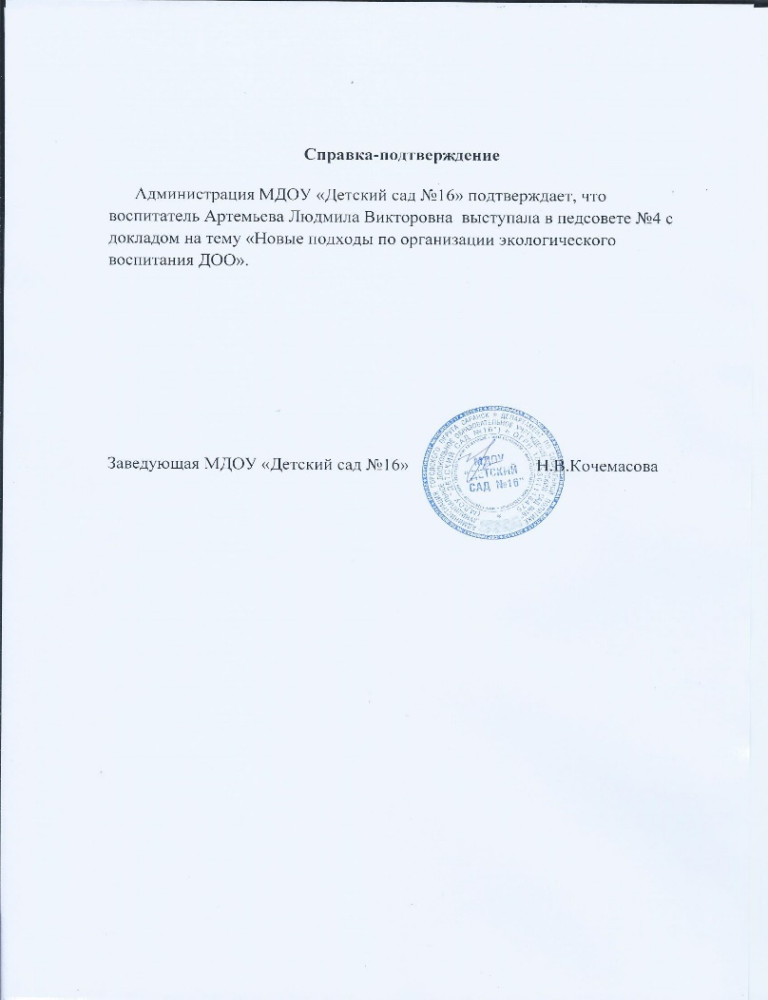 Справка-подтверждение
Администрация МДОУ «Детский сад №16» подтверждает, что
воспитатель Артемьева Людмила Викторовна выступала в педсовете №4 с
докладом на тему «Новые подходы по организации экологического
воспитания ДОО».
Заведующая МДОУ «Детский сад №16»
Н.В.Кочемасова
МДОУ
"ДЕТСКИЙ
САД №16"